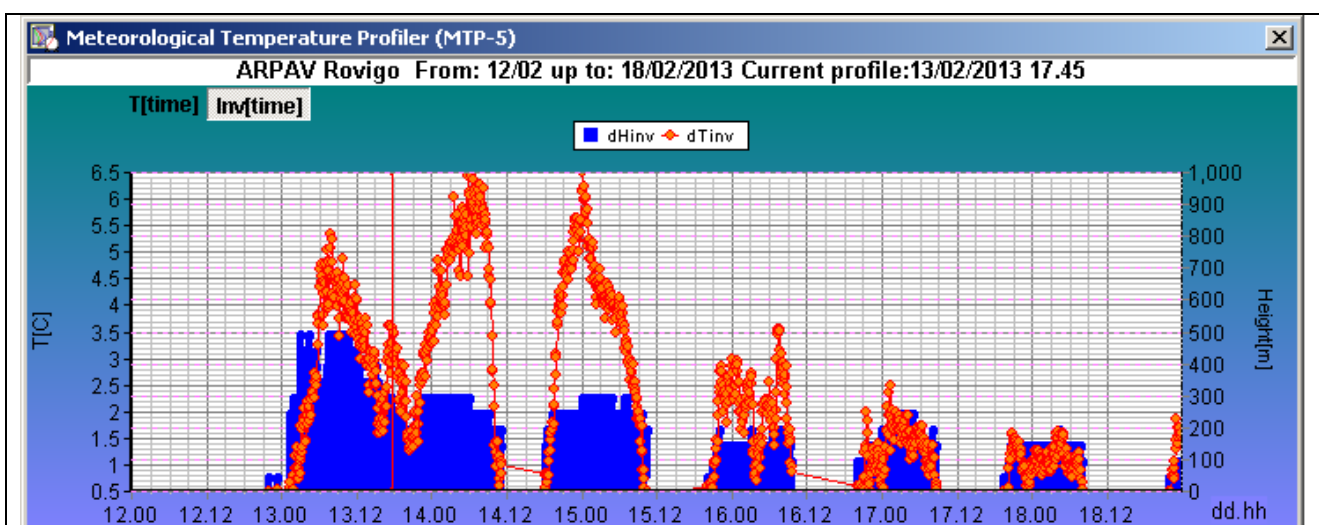 Meteorological Temperature Profiler (MTP-5)
ARPAV Rovigo From: 12/02 up to: 18/02/2013 Current profile:13/02/2013 17.45
T[time] Inv[time]
dHinv dTinv
6.5 1,000
6 900
5.5 800
5 700
4.5 600
4 500
3.5 400
3 300
2.5 200
2 100
1.5 0
1
0.5
T[C]
Height[m]
12.00 12.12 13.00 13.12 14.00 14.12 15.00 15.12 16.00 16.12 17.00 17.12 18.00 18.12 dd.hh